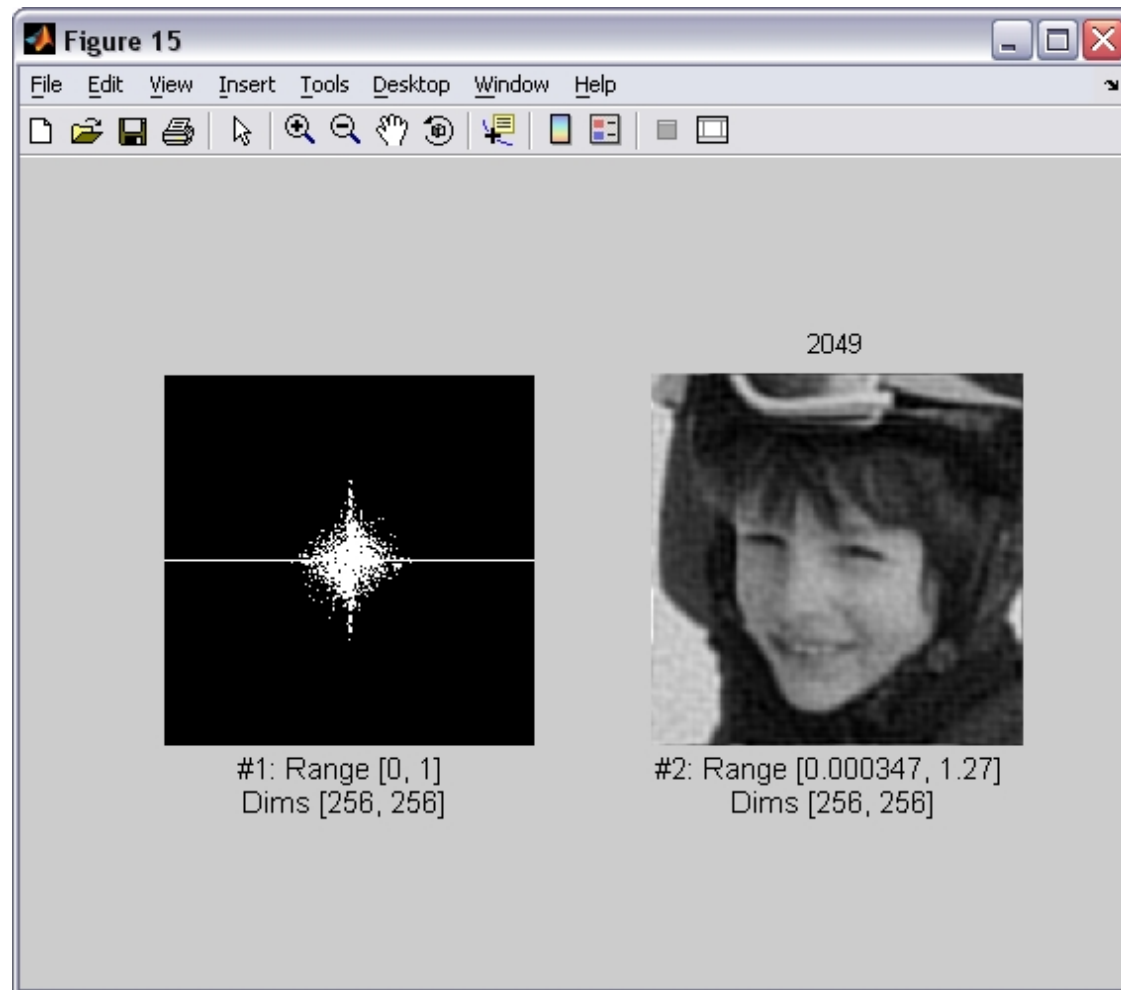 Figure 15
File Edit View Insert Tools Desktop Window Help
2049
#1: Range [0, 1]
Dims [256, 256]
#2: Range [0.000347, 1.27]
Dims [256, 256]